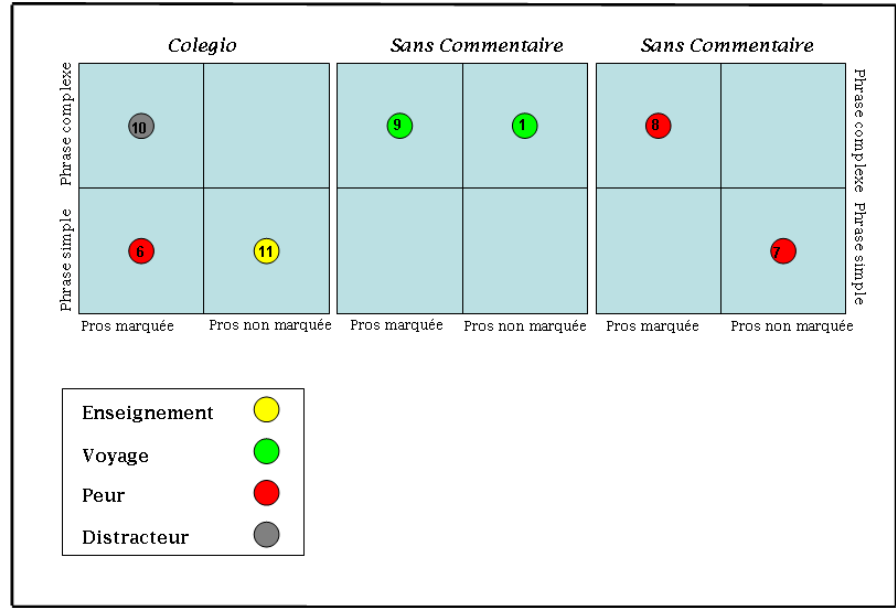 Colegio
Sans Commentaire
Sans Commentaire
Phrase complexe
10
9
1
8
Phrase complexe
Phrase simple
6
11
7
Phrase simple
Pros marquée
Pros non marquée
Pros marquée
Pros non marquée
Pros marquée
Pros non marquée
Enseignement
Voyage
Peur
Distracteur